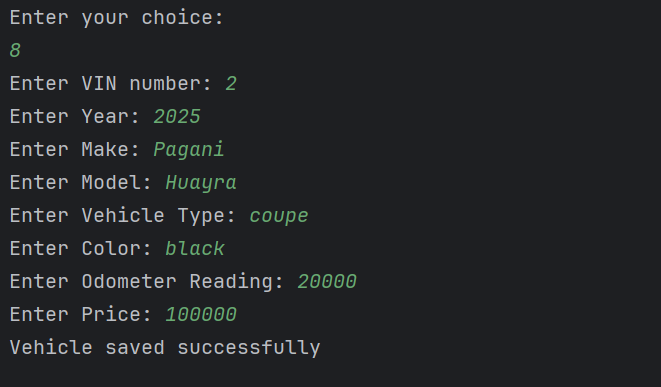 Enter your choice:
8
Enter VIN number: 2
Enter Year: 2025
Enter Make: Pagani
Enter Model: Huayra
Enter Vehicle Type: coupe
Enter Color: black
Enter Odometer Reading: 20000
Enter Price: 100000
Vehicle saved successfully